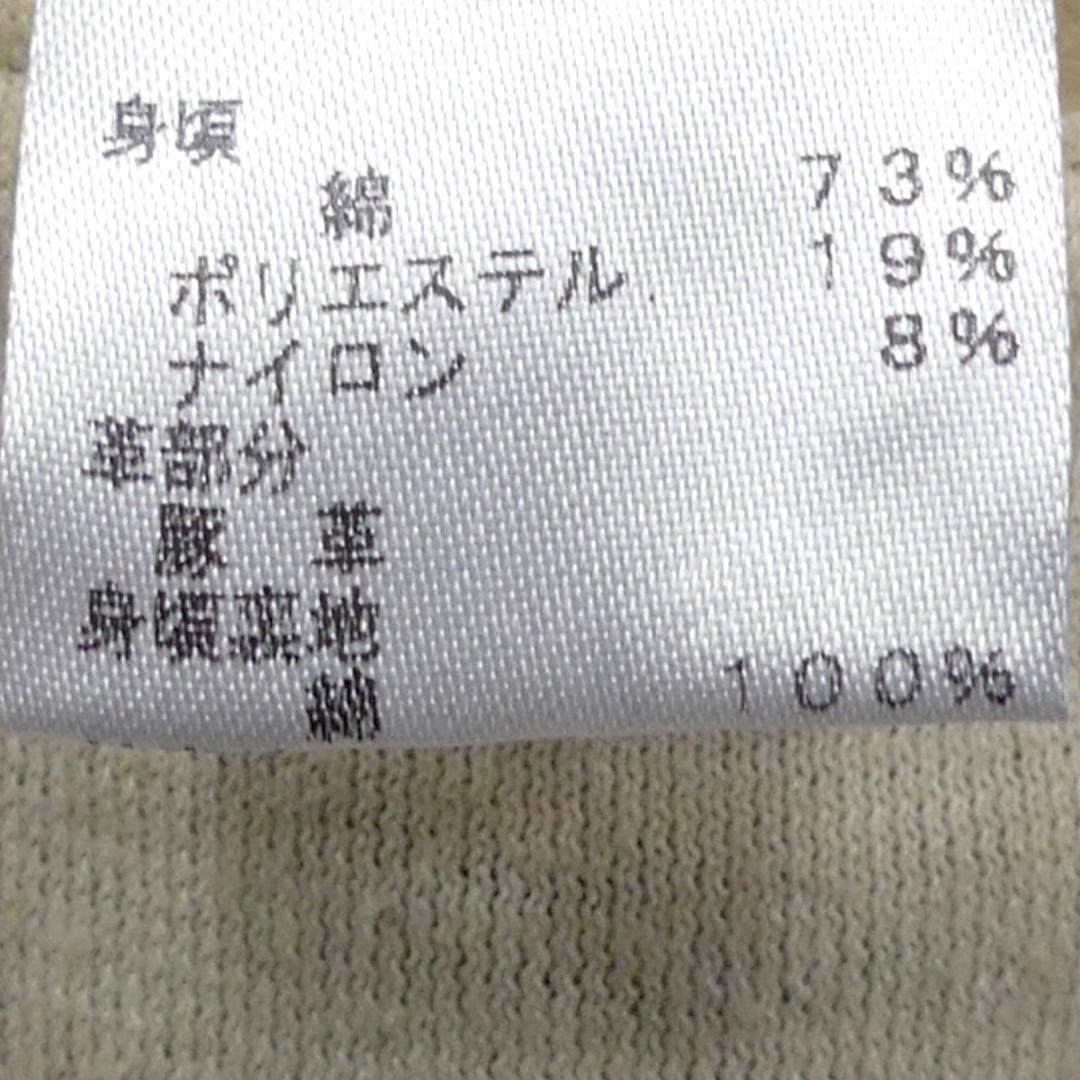 身頃
綿 73%
ポリエステル 19%
ナイロン 8%
革部分
豚 革
身頃裏地
綿 100%